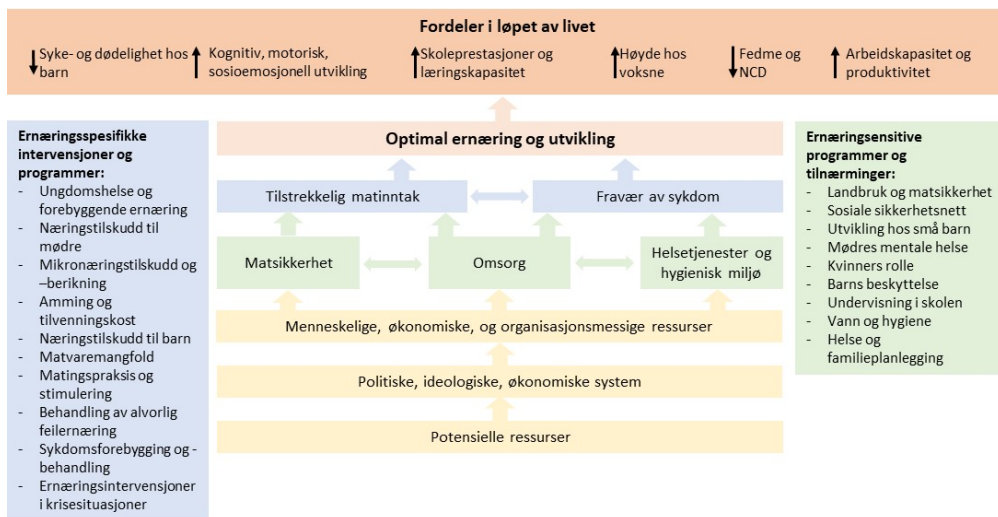 Fordeler i løpet av livet
Syke- og dødelighet hos
barn
Kognitiv, motorisk,
sosioemosjonell utvikling
Skoleprestasjoner og
læringskapasitet
Høyde hos
voksne
Fedme og
NCD
Arbeidskapasitet og
produktivitet
Ernæringsspesifikke
intervensjoner og
programmer:
- Ungdomshelse og
forebyggende ernæring
- Næringstilskudd til
mødre
- Mikronæringstilskudd og
–berikning
- Amming og
tilvenningskost
- Næringstilskudd til barn
- Matvaremangfold
- Matingspraksis og
stimulering
- Behandling av alvorlig
feilernæring
- Sykdomsforebygging og -
behandling
- Ernæringsintervensjoner
i krisesituasjoner
Optimal ernæring og utvikling
Tilstrekkelig matinntak
Fravær av sykdom
Matsikkerhet
Omsorg
Helsetjenester og
hygienisk miljø
Menneskelige, økonomiske, og organisasjonsmessige ressurser
Politiske, ideologiske, økonomiske system
Potensielle ressurser
Ernæringsensitive
programmer og
tilnærminger:
- Landbruk og matsikkerhet
- Sosiale sikkerhetsnett
- Utvikling hos små barn
- Mødres mentale helse
- Kvinners rolle
- Barns beskyttelse
- Undervisning i skolen
- Vann og hygiene
- Helse og
familieplanlegging